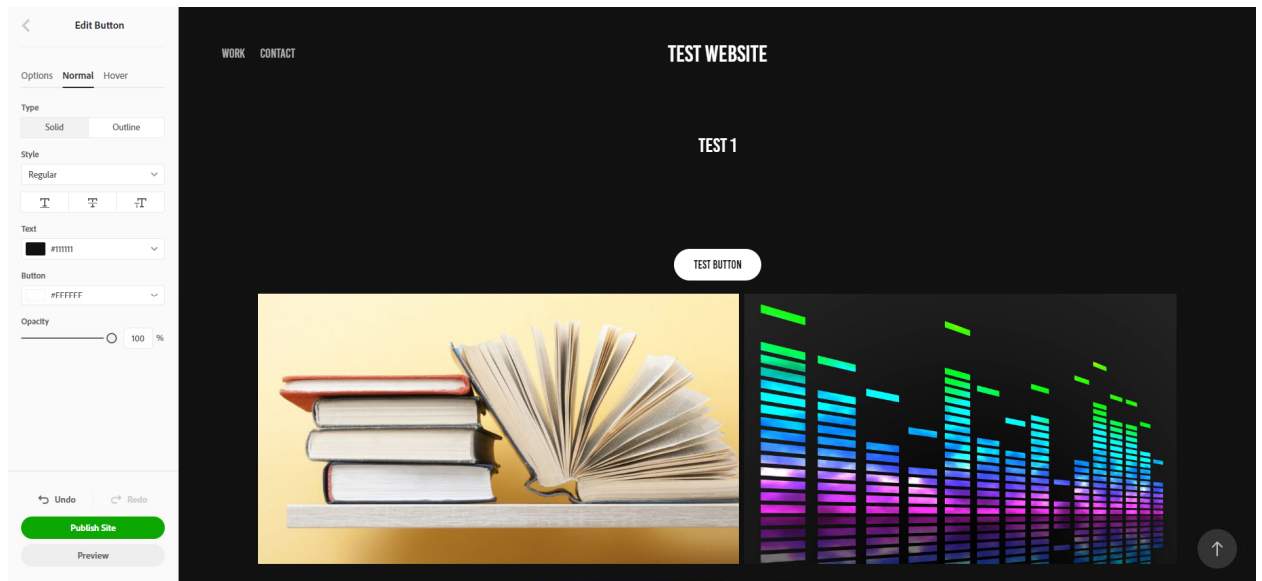 Edit Button
Options Normal Hover
Type
Solid Outline
Style
Regular
T T TT
Text
#111111
Button
#FFFFFF
Opacity
100 %
Undo Redo
Publish Site
Preview
WORK CONTACT
TEST WEBSITE
TEST 1
TEST BUTTON